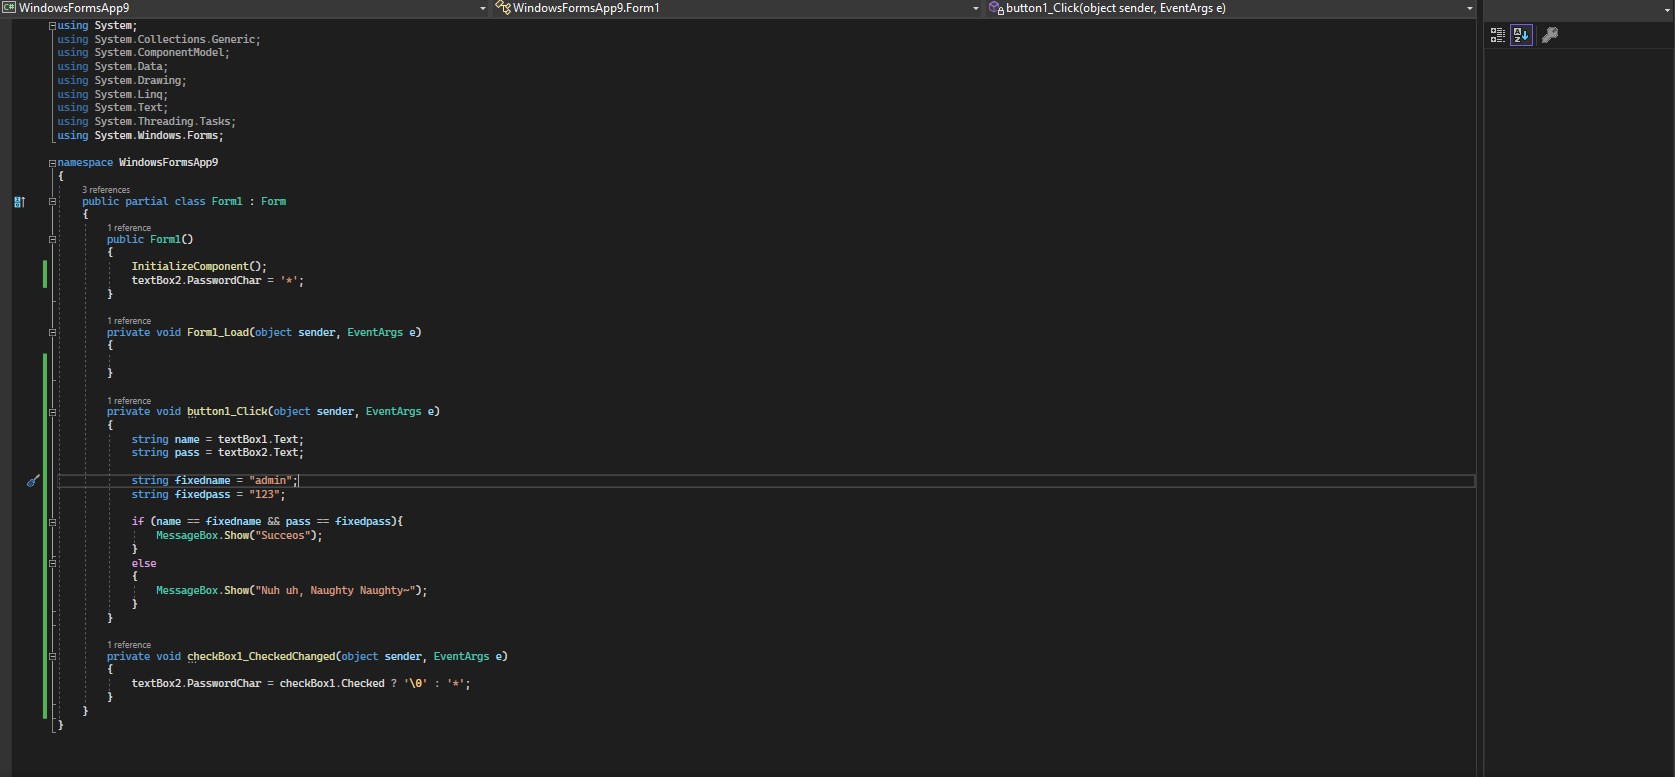 WindowsFormsApp9 WindowsFormsApp9.Form1 button1_Click(object sender, EventArgs e)
using System;
using System.Collections.Generic;
using System.ComponentModel;
using System.Data;
using System.Drawing;
using System.Linq;
using System.Text;
using System.Threading.Tasks;
using System.Windows.Forms;
namespace WindowsFormsApp9
{
3 references
public partial class Form1 : Form
{
1 reference
public Form1()
{
InitializeComponent();
textBox2.PasswordChar = '*';
}
1 reference
private void Form1_Load(object sender, EventArgs e)
{
}
1 reference
private void button1_Click(object sender, EventArgs e)
{
string name = textBox1.Text;
string pass = textBox2.Text;
string fixedname = "admin";
string fixedpass = "123";
if (name == fixedname && pass == fixedpass){
MessageBox.Show("Succeos");
}
else
{
MessageBox.Show("Nuh uh, Naughty Naughty~");
}
}
1 reference
private void checkBox1_CheckedChanged(object sender, EventArgs e)
{
textBox2.PasswordChar = checkBox1.Checked ? '\0' : '*';
}
}
}